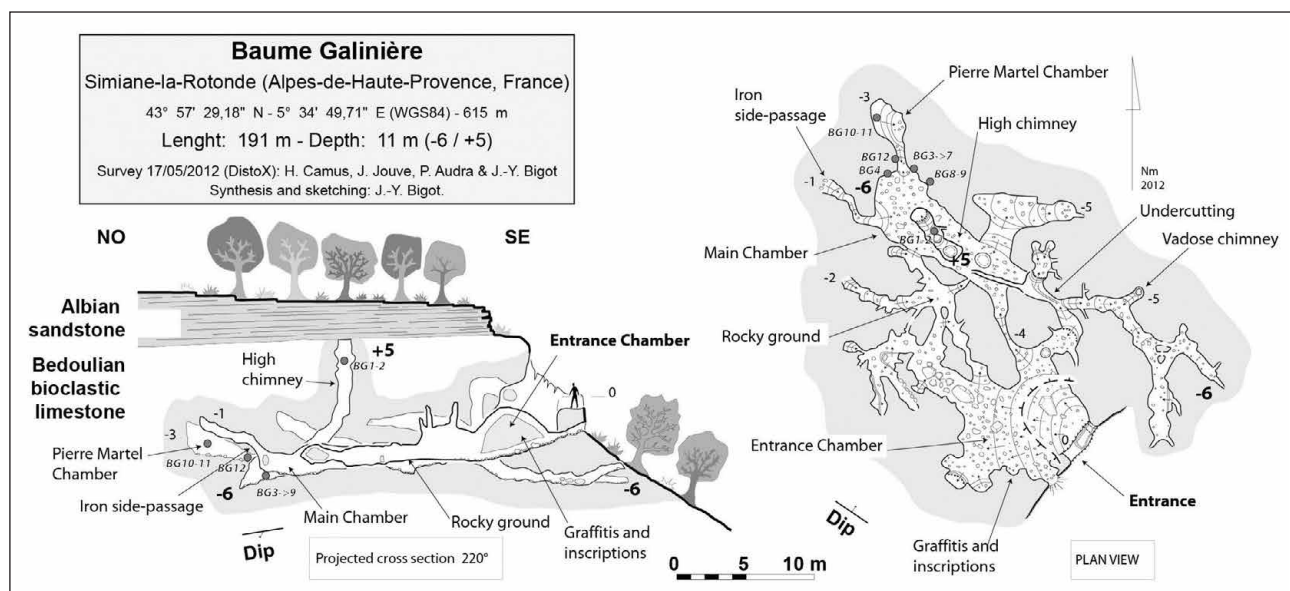 Baume Galinière
Simiane-la-Rotonde (Alpes-de-Haute-Provence, France)
43° 57' 29,18" N - 5° 34' 49,71" E (WGS84) - 615 m
Lenght: 191 m - Depth: 11 m (-6 / +5)
Survey 17/05/2012 (DistoX): H. Camus, J. Jouve, P. Audra & J.-Y. Bigot
Synthesis and sketching: J.-Y. Bigot.
NO
SE
Albian
sandstone
Bedoulian
bioclastic
limestone
High
chimney
+5
BG1-2
Entrance Chamber
0
-1
-3
Pierre Martel
Chamber
BG10-11
BG12
Iron side-passage
-6
BG3->9
Main Chamber
Rocky ground
Graffitis and
inscriptions
-6
Dip
Projected cross section 220°
0 5 10 m
Pierre Martel Chamber
Iron
side-passage
-3
BG10-11
High chimney
BG12
BG3->7
BG4
BG8-9
-6
-1
Nm
2012
-5
Undercutting
Vadose chimney
Main Chamber
BG1-2
+5
-2
-5
Rocky ground
-4
-6
Entrance Chamber
0
Entrance
Dip
Graffitis and
inscriptions
PLAN VIEW